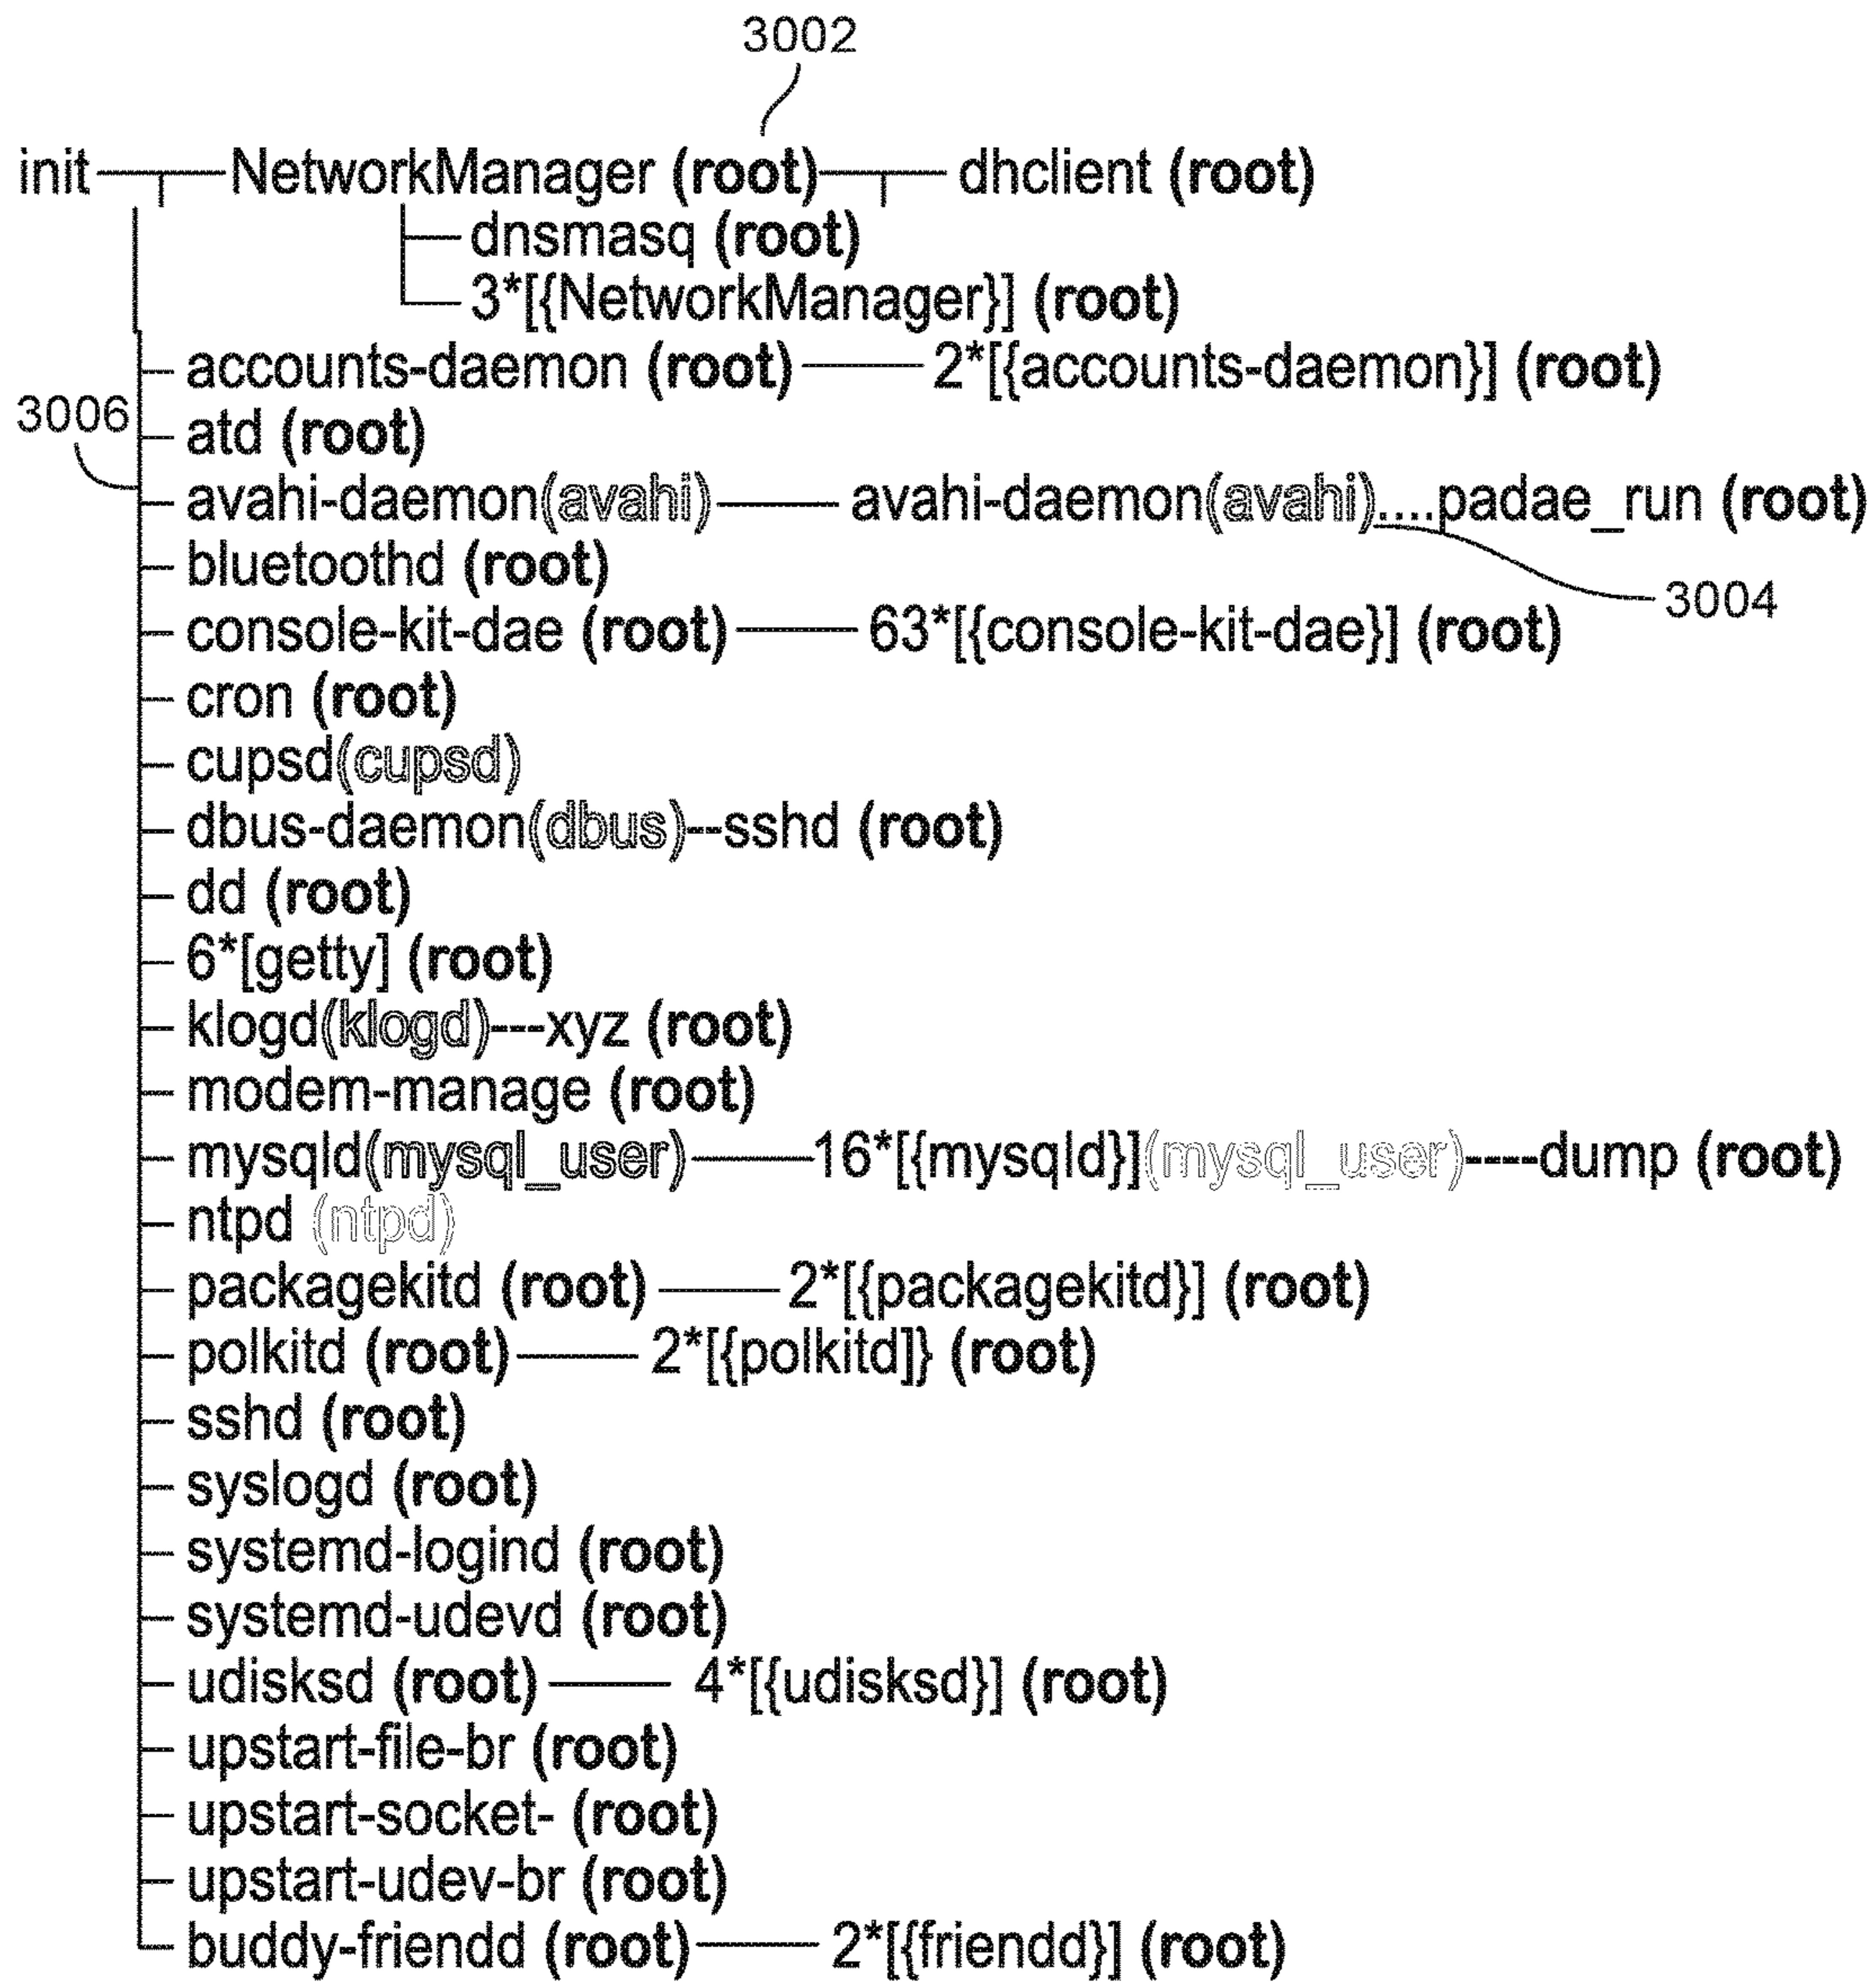 3002
init NetworkManager (root) dhclient (root)
dnsmasq (root)
3*[{NetworkManager}] (root)
accounts-daemon (root) 2*[{accounts-daemon}] (root)
3006
atd (root)
avahi-daemon(avahi) avahi-daemon(avahi)....padae_run (root)
bluetoothd (root)
3004
console-kit-dae (root) 63*[{console-kit-dae}] (root)
cron (root)
cupsd(cupsd)
dbus-daemon(dbus)--sshd (root)
dd (root)
6*[getty] (root)
klogd(klogd)---xyz (root)
modem-manage (root)
mysqld(mysql_user) 16*[{mysqld}](mysql_user)----dump (root)
ntpd (ntpd)
packagekitd (root) 2*[{packagekitd}] (root)
polkitd (root) 2*[{polkitd]} (root)
sshd (root)
syslogd (root)
systemd-logind (root)
systemd-udevd (root)
udisksd (root) 4*[{udisksd}] (root)
upstart-file-br (root)
upstart-socket- (root)
upstart-udev-br (root)
buddy-friendd (root) 2*[{friendd}] (root)